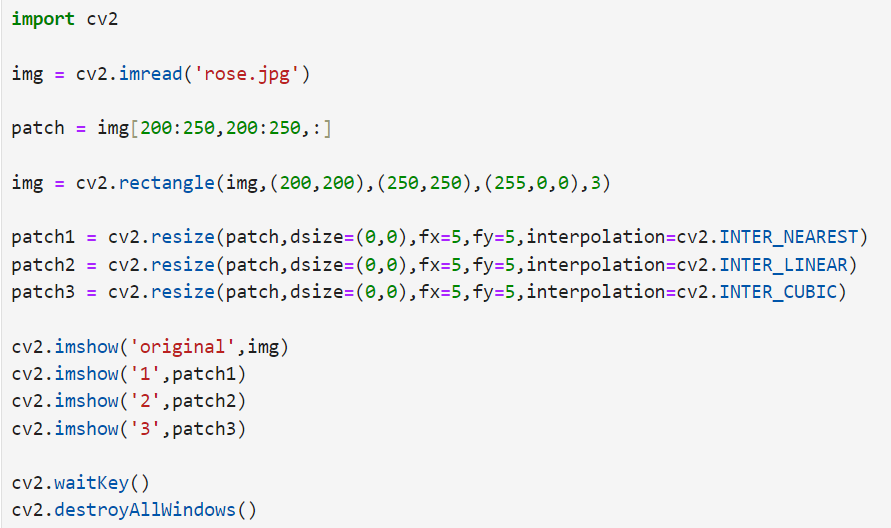 import cv2
img = cv2.imread('rose.jpg')
patch = img[200:250,200:250,:]
img = cv2.rectangle(img,(200,200),(250,250),(255,0,0),3)
patch1 = cv2.resize(patch,dsize=(0,0),fx=5,fy=5,interpolation=cv2.INTER_NEAREST)
patch2 = cv2.resize(patch,dsize=(0,0),fx=5,fy=5,interpolation=cv2.INTER_LINEAR)
patch3 = cv2.resize(patch,dsize=(0,0),fx=5,fy=5,interpolation=cv2.INTER_CUBIC)
cv2.imshow('original',img)
cv2.imshow('1',patch1)
cv2.imshow('2',patch2)
cv2.imshow('3',patch3)
cv2.waitKey()
cv2.destroyAllWindows()